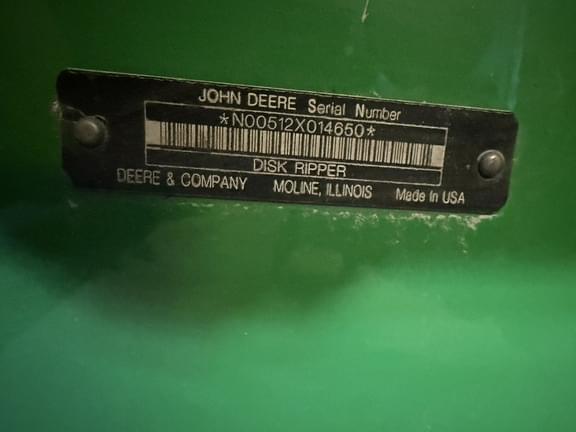 JOHN DEERE Serial Number
*N00512X014650*
DISK RIPPER
DEERE & COMPANY MOLINE, ILLINOIS Made In USA